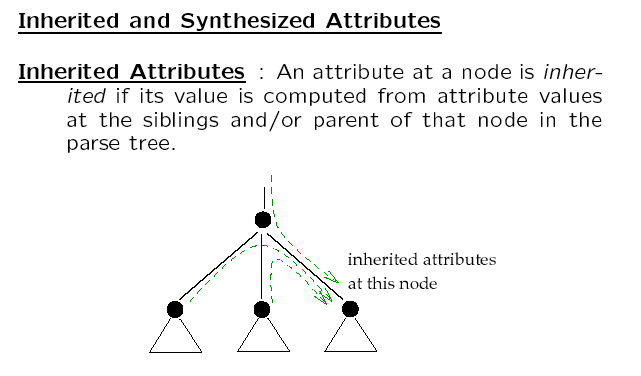 Inherited and Synthesized Attributes
Inherited Attributes : An attribute at a node is inher-
ited if its value is computed from attribute values
at the siblings and/or parent of that node in the
parse tree.
inherited attributes
at this node